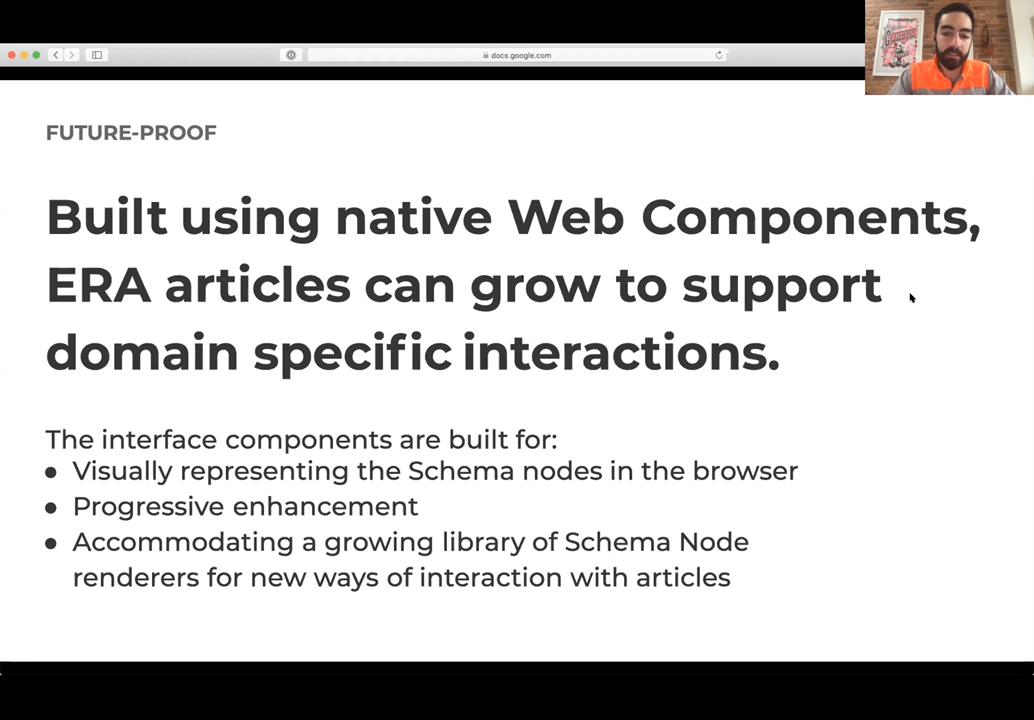 docs.google.com
FUTURE-PROOF
Built using native Web Components,
ERA articles can grow to support
domain specific interactions.
The interface components are built for:
● Visually representing the Schema nodes in the browser
● Progressive enhancement
● Accommodating a growing library of Schema Node
renderers for new ways of interaction with articles